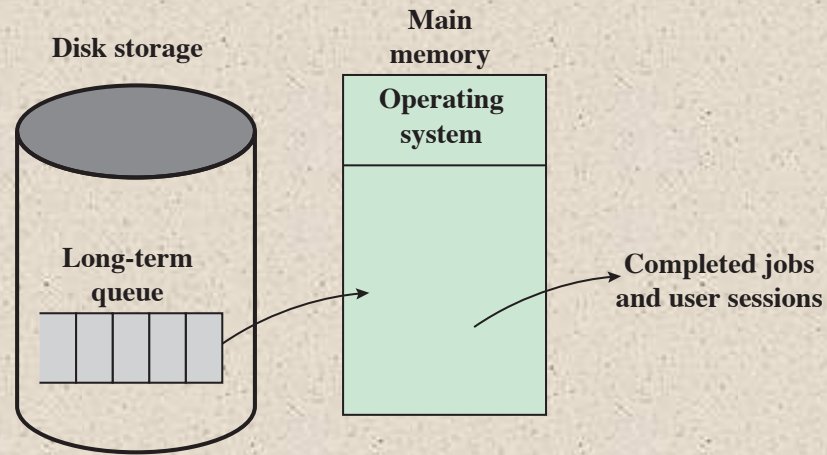 Disk storage
Main
memory
Operating
system
Long-term
queue
Completed jobs
and user sessions